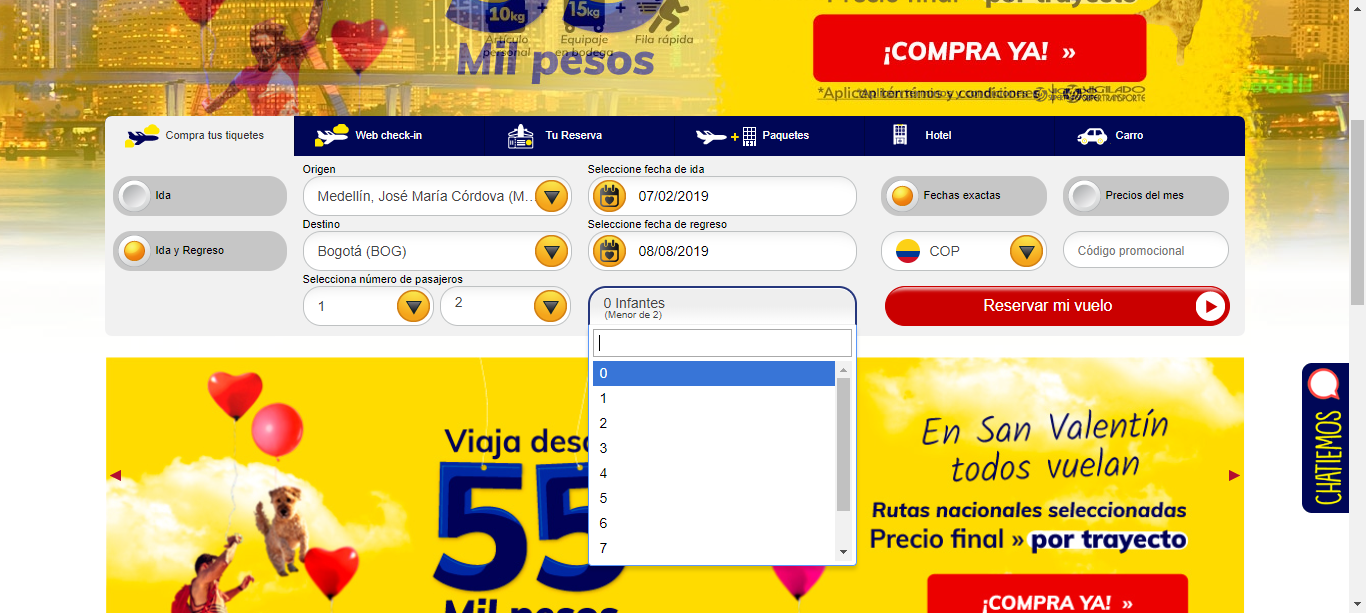 10kg + 15kg +
Artículo personal
Equipaje en bodega
Fila rápida
Mil pesos
Precio final » por trayecto
¡COMPRA YA! »
*Aplican términos y condiciones
VIGILADO
SUPERTRANSPORTE
Compra tus tiquetes
Web check-in
Tu Reserva
Paquetes
Hotel
Carro
Ida
Ida y Regreso
Origen
Medellín, José María Córdova (M...
Destino
Bogotá (BOG)
Selecciona número de pasajeros
1
2
Seleccione fecha de ida
07/02/2019
Seleccione fecha de regreso
08/08/2019
0 Infantes
(Menor de 2)
0
1
2
3
4
5
6
7
Fechas exactas
Precios del mes
COP
Código promocional
Reservar mi vuelo
Viaja
55
Mil pesos
En San Valentín
todos vuelan
Rutas nacionales seleccionadas
Precio final » por trayecto
¡COMPRA YA! »
CHATIEMOS